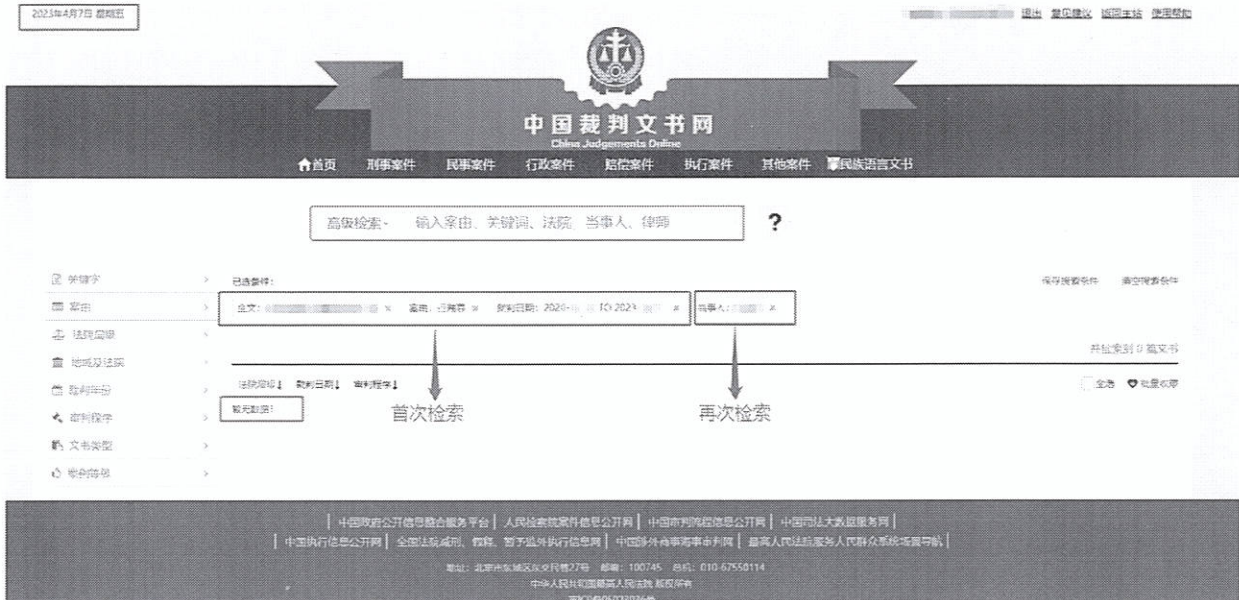 2023年4月7日 星期五
退出 意见建议 返回主站 使用帮助
中国裁判文书网
China Judgements Online
首页 刑事案件 民事案件 行政案件 赔偿案件 执行案件 其他案件 民族语言文书
高级检索 输入案由、关键词、法院、当事人、律师 ?
关键字
已选条件:
保存搜索条件 清空搜索条件
案由
全文: × 案由: × 裁判日期: 2020- TO 2023- × 当事人: ×
法院层级
共检索到 0 篇文书
地域及法院
法院层级↓ 裁判日期↓ 审判程序↓
全选 批量收藏
裁判年份
暂无数据!
首次检索 再次检索
审判程序
文书类型
案例等级
中国政府公开信息整合服务平台 | 人民检察院案件信息公开网 | 中国审判流程信息公开网 | 中国司法大数据服务网 |
中国执行信息公开网 | 全国法院减刑、假释、暂予监外执行信息网 | 中国涉外商事海事审判网 | 最高人民法院服务人民群众系统场景导航 |
地址: 北京市东城区东交民巷27号 邮编: 100745 总机: 010-67550114
中华人民共和国最高人民法院 版权所有